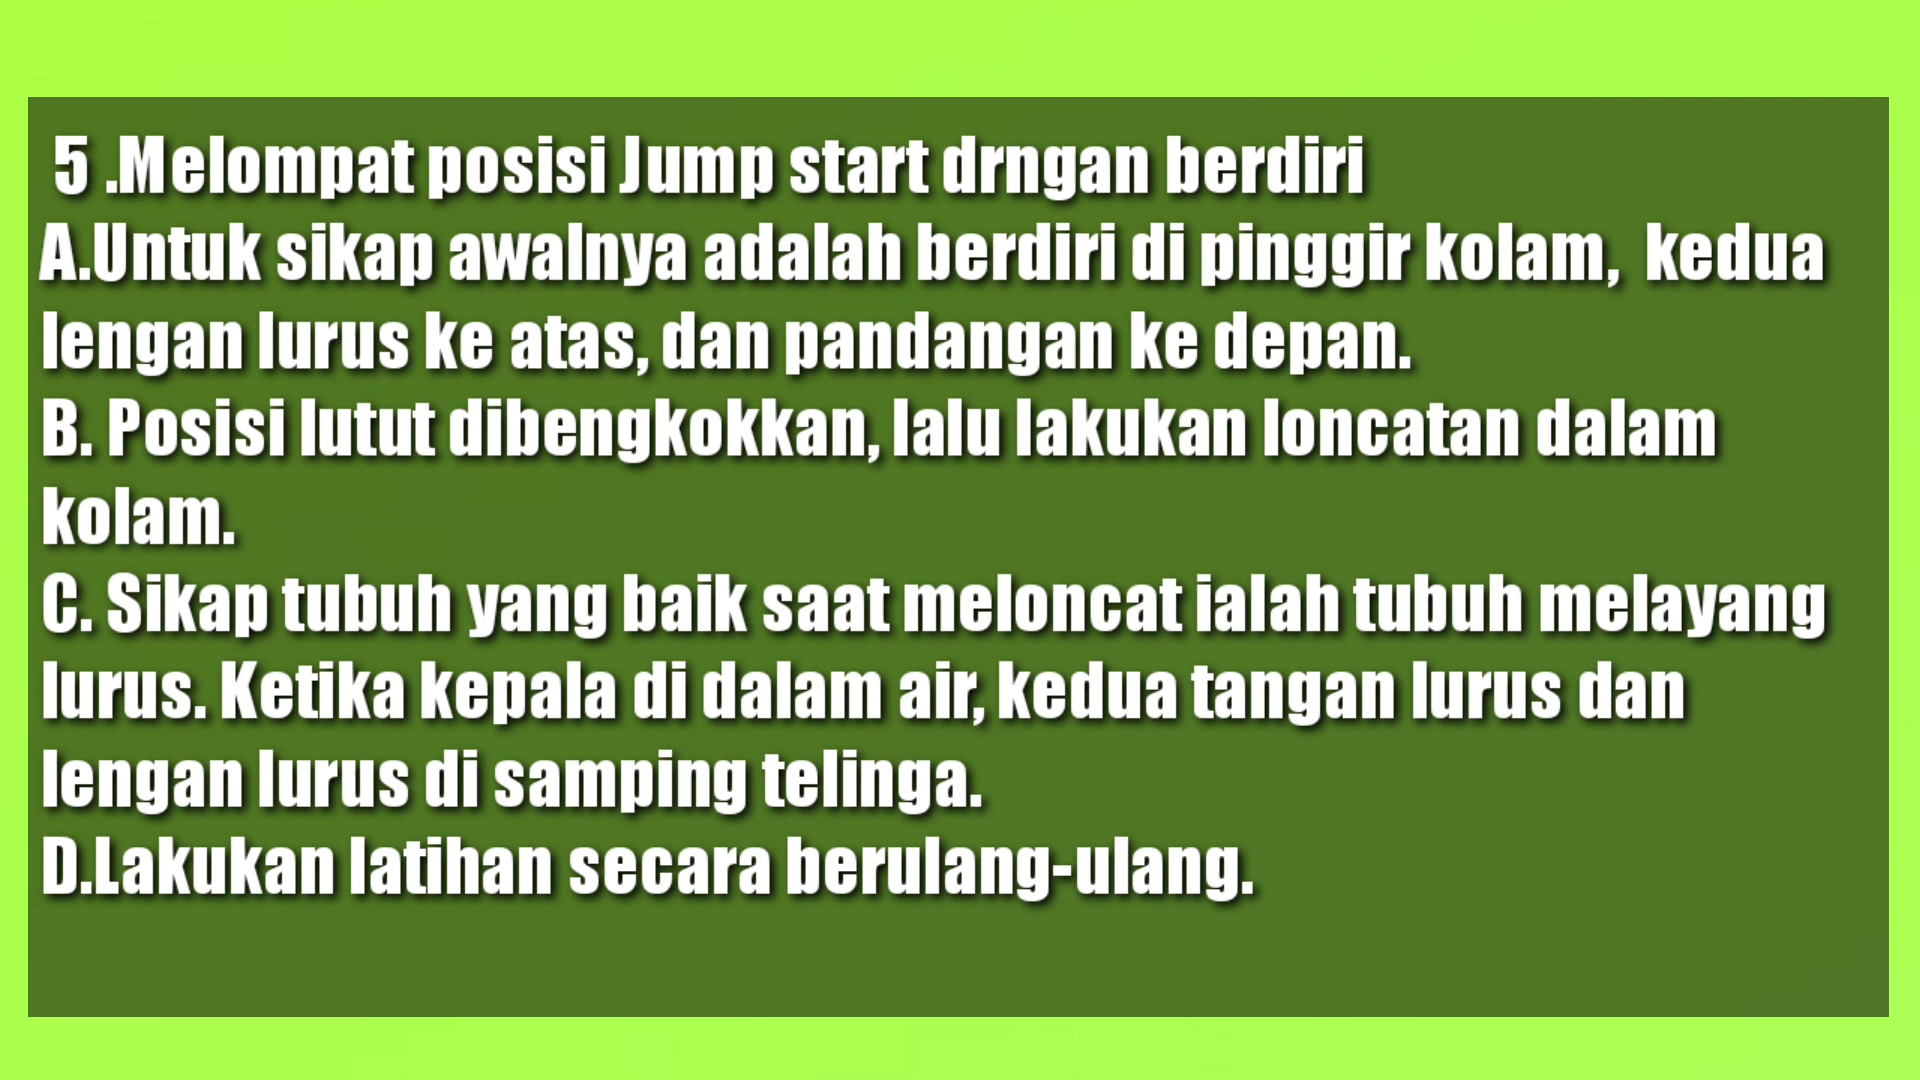 5 .Melompat posisi Jump start drngan berdiri
A.Untuk sikap awalnya adalah berdiri di pinggir kolam,  kedua
lengan lurus ke atas, dan pandangan ke depan.
B. Posisi lutut dibengkokkan, lalu lakukan loncatan dalam
kolam.
C. Sikap tubuh yang baik saat meloncat ialah tubuh melayang
lurus. Ketika kepala di dalam air, kedua tangan lurus dan
lengan lurus di samping telinga.
D.Lakukan latihan secara berulang-ulang.